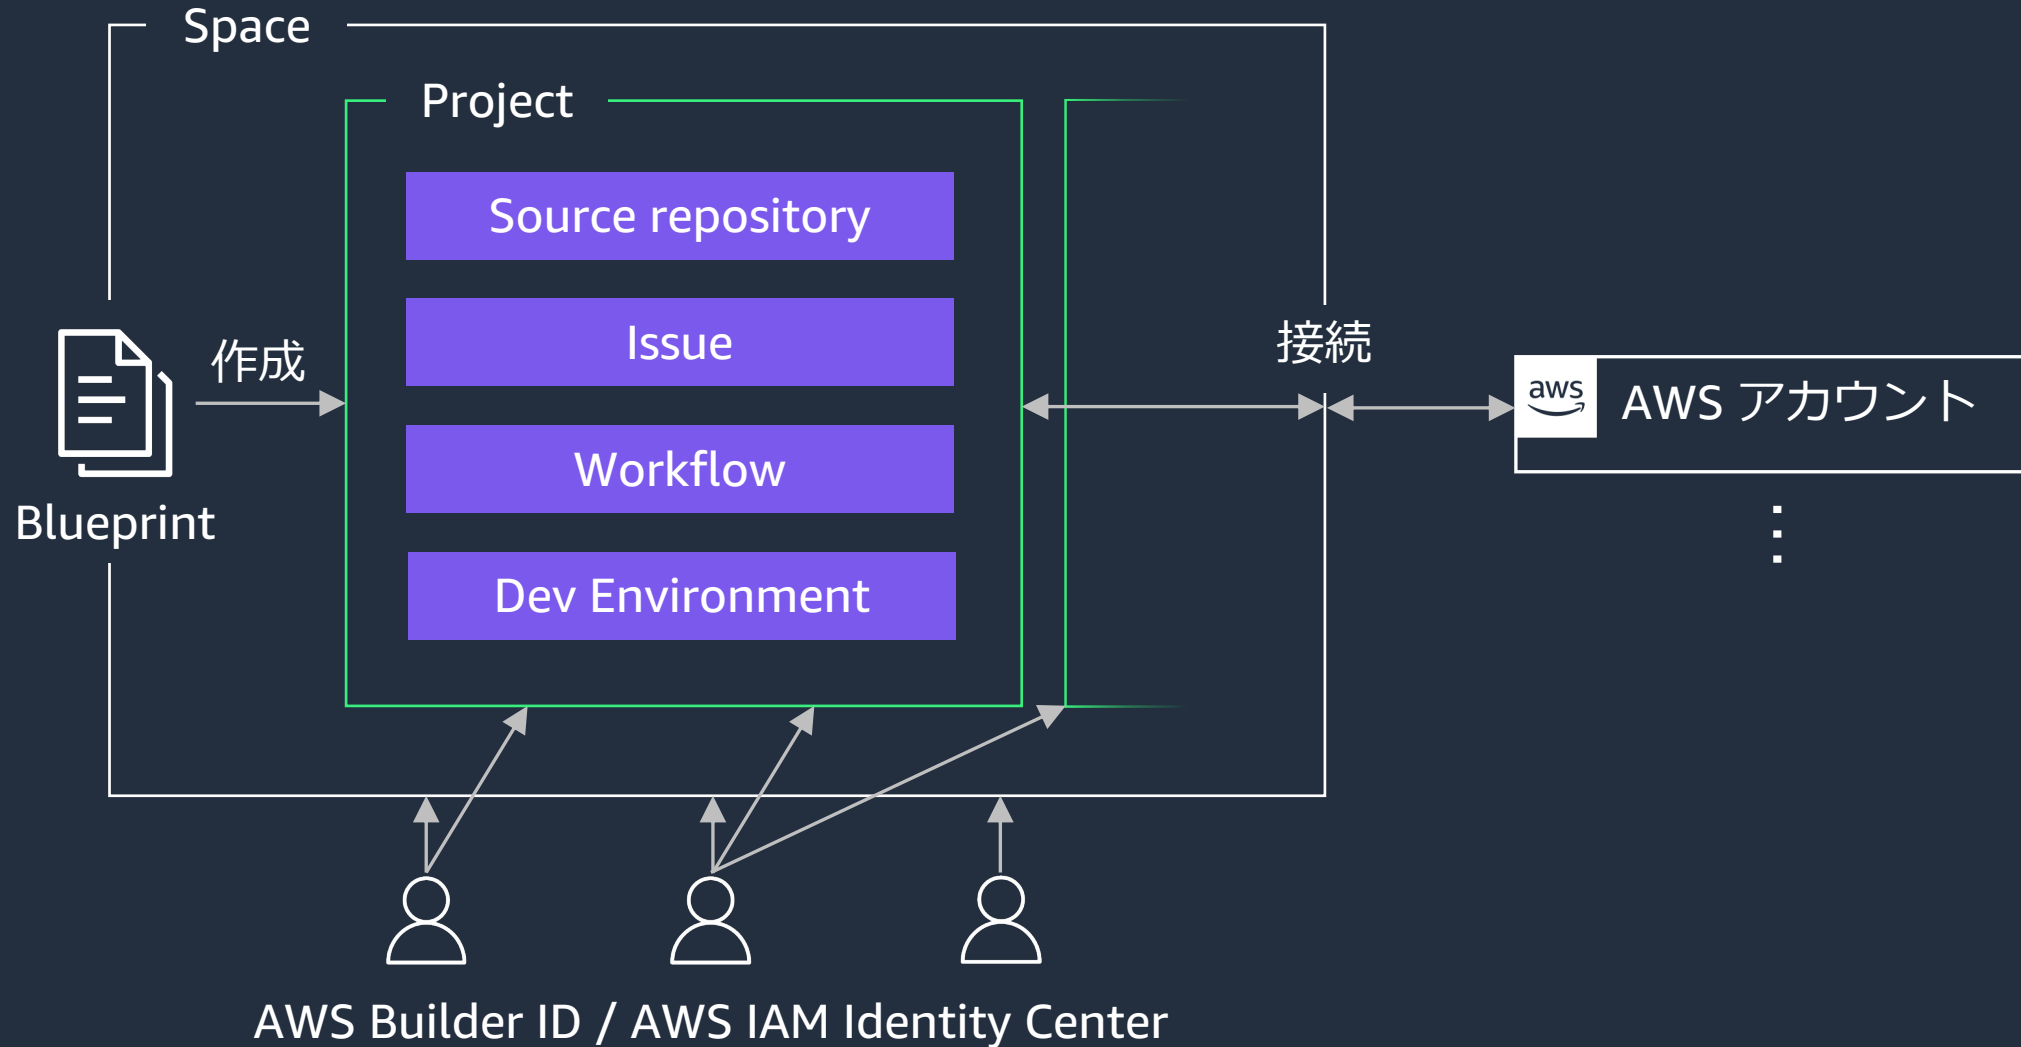 Space
Project
Source repository
Issue
Workflow
Dev Environment
作成
Blueprint
接続
aws
AWS アカウント
AWS Builder ID / AWS IAM Identity Center